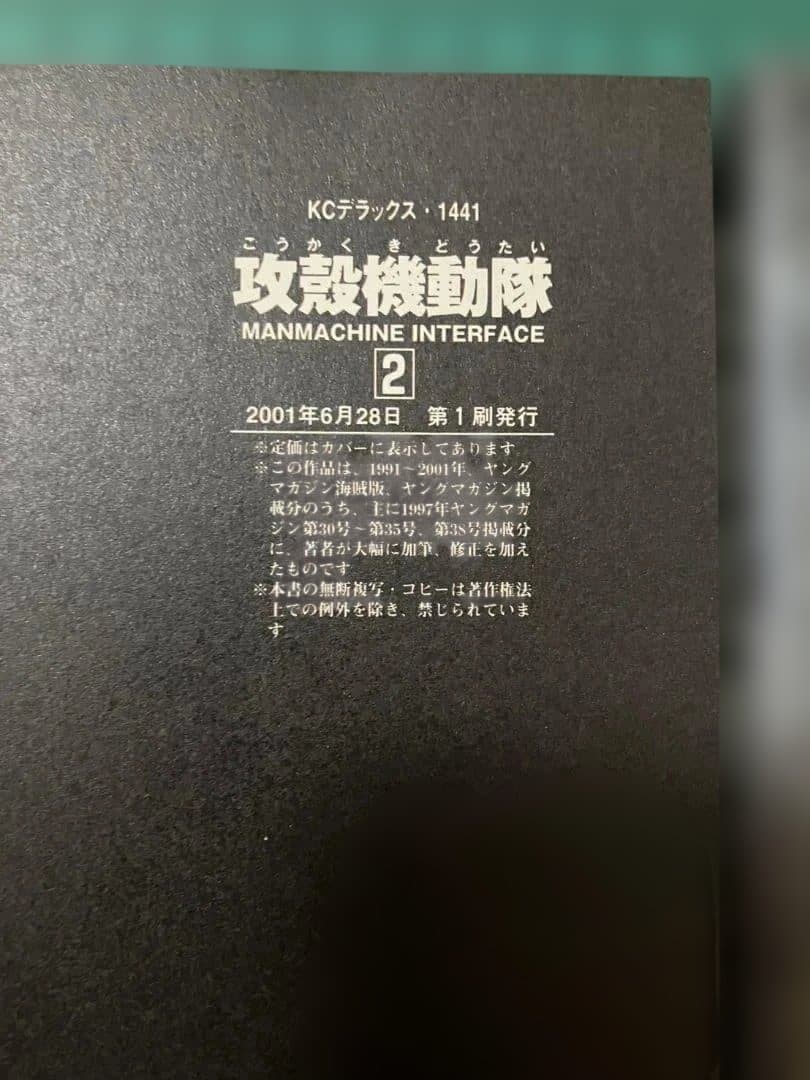 KCデラックス・1441
こうかくきどうたい
攻殻機動隊
MANMACHINE INTERFACE
2
2001年6月28日 第1刷発行
※定価はカバーに表示してあります。
※この作品は、1991～2001年、ヤング
マガジン海賊版、ヤングマガジン掲
載分のうち、主に1997年ヤングマガ
ジン第30号～第35号、第38号掲載分
に、著者が大幅に加筆、修正を加え
たものです
※本書の無断複写・コピーは著作権法
上での例外を除き、禁じられていま
す